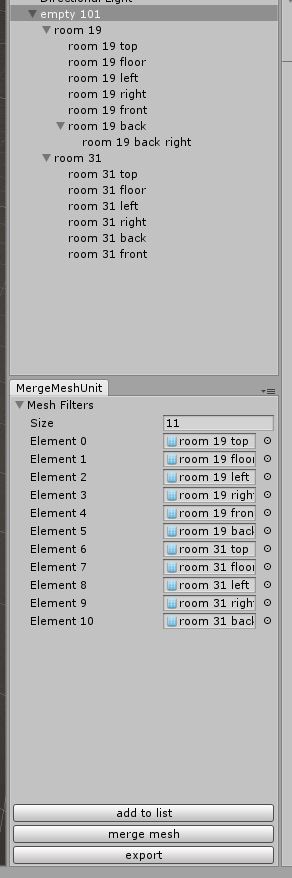 Directional Light
empty 101
room 19
room 19 top
room 19 floor
room 19 left
room 19 right
room 19 front
room 19 back
room 19 back right
room 31
room 31 top
room 31 floor
room 31 left
room 31 right
room 31 back
room 31 front
MergeMeshUnit
Mesh Filters
Size 11
Element 0 room 19 top
Element 1 room 19 floor
Element 2 room 19 left
Element 3 room 19 righ
Element 4 room 19 fron
Element 5 room 19 back
Element 6 room 31 top
Element 7 room 31 floor
Element 8 room 31 left
Element 9 room 31 righ
Element 10 room 31 back
add to list
merge mesh
export